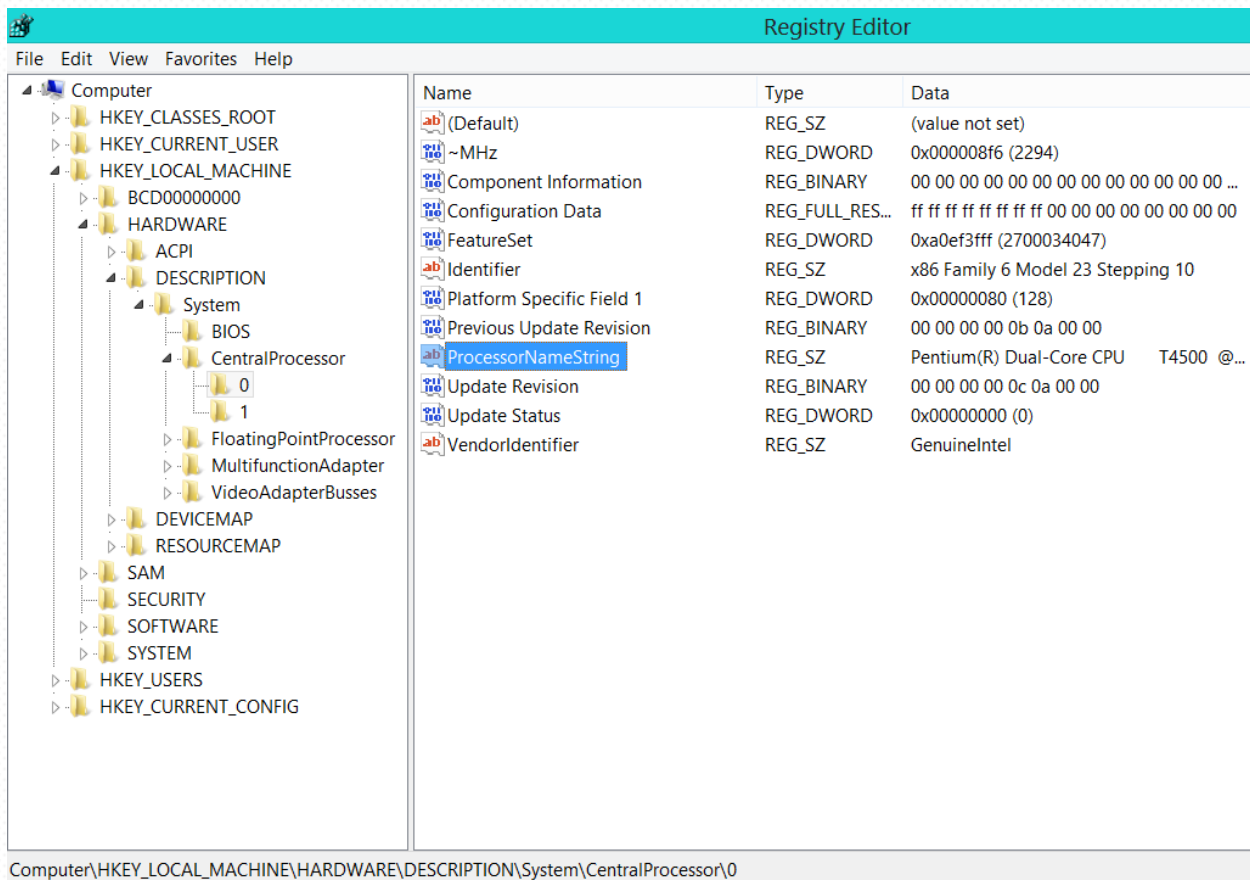 Registry Editor
File Edit View Favorites Help
Computer
HKEY_CLASSES_ROOT
HKEY_CURRENT_USER
HKEY_LOCAL_MACHINE
BCD00000000
HARDWARE
ACPI
DESCRIPTION
System
BIOS
CentralProcessor
0
1
FloatingPointProcessor
MultifunctionAdapter
VideoAdapterBusses
DEVICEMAP
RESOURCEMAP
SAM
SECURITY
SOFTWARE
SYSTEM
HKEY_USERS
HKEY_CURRENT_CONFIG
Name Type Data
(Default) REG_SZ (value not set)
~MHz REG_DWORD 0x000008f6 (2294)
Component Information REG_BINARY 00 00 00 00 00 00 00 00 00 00 00 00 00 ...
Configuration Data REG_FULL_RES... ff ff ff ff ff ff ff ff 00 00 00 00 00 00 00 00
FeatureSet REG_DWORD 0xa0ef3fff (2700034047)
Identifier REG_SZ x86 Family 6 Model 23 Stepping 10
Platform Specific Field 1 REG_DWORD 0x00000080 (128)
Previous Update Revision REG_BINARY 00 00 00 00 0b 0a 00 00
ProcessorNameString REG_SZ Pentium(R) Dual-Core CPU T4500 @...
Update Revision REG_BINARY 00 00 00 00 0c 0a 00 00
Update Status REG_DWORD 0x00000000 (0)
VendorIdentifier REG_SZ GenuineIntel
Computer\HKEY_LOCAL_MACHINE\HARDWARE\DESCRIPTION\System\CentralProcessor\0